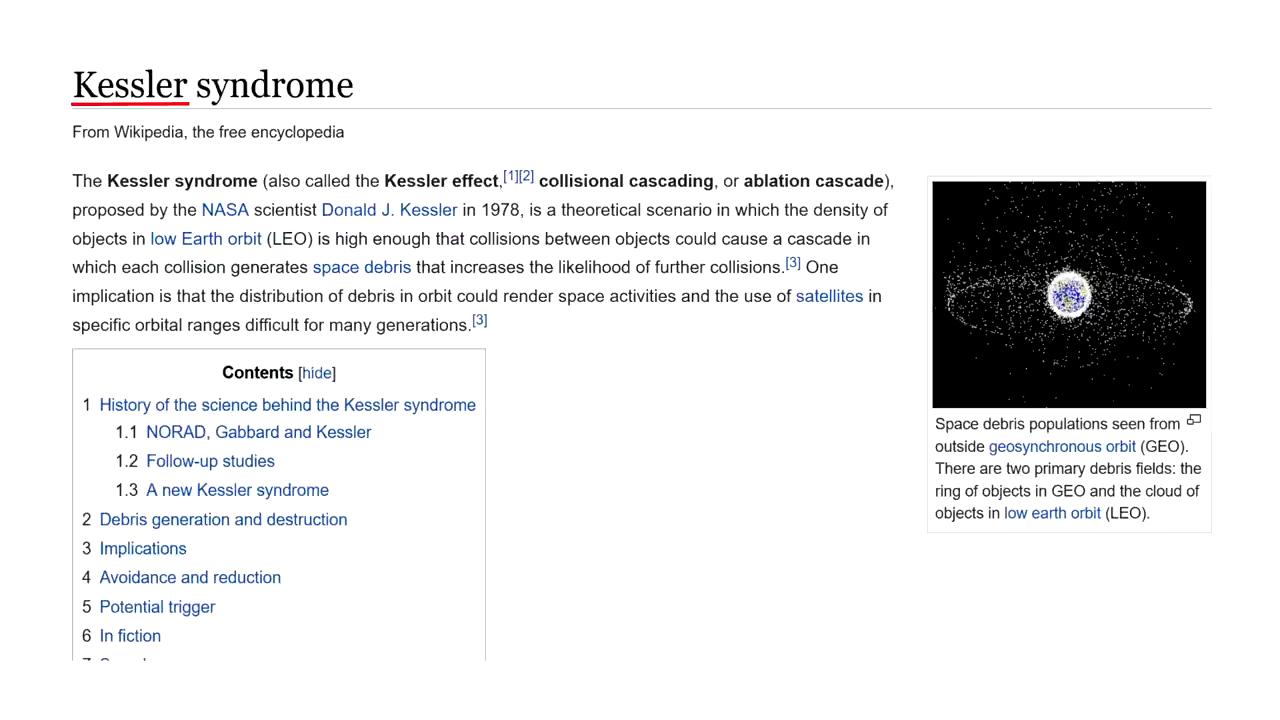 Kessler syndrome
From Wikipedia, the free encyclopedia
The Kessler syndrome (also called the Kessler effect,[1][2] collisional cascading, or ablation cascade),
proposed by the NASA scientist Donald J. Kessler in 1978, is a theoretical scenario in which the density of
objects in low Earth orbit (LEO) is high enough that collisions between objects could cause a cascade in
which each collision generates space debris that increases the likelihood of further collisions.[3] One
implication is that the distribution of debris in orbit could render space activities and the use of satellites in
specific orbital ranges difficult for many generations.[3]
Contents [hide]
1 History of the science behind the Kessler syndrome
1.1 NORAD, Gabbard and Kessler
1.2 Follow-up studies
1.3 A new Kessler syndrome
2 Debris generation and destruction
3 Implications
4 Avoidance and reduction
5 Potential trigger
6 In fiction
Space debris populations seen from
outside geosynchronous orbit (GEO).
There are two primary debris fields: the
ring of objects in GEO and the cloud of
objects in low earth orbit (LEO).